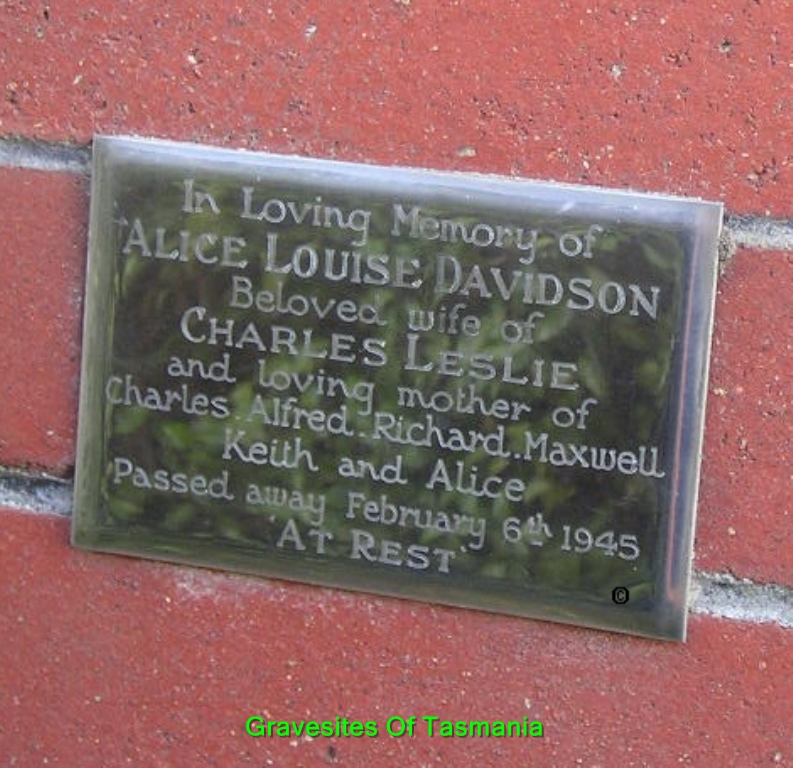 In Loving Memory of
ALICE LOUISE DAVIDSON
Beloved wife of
CHARLES LESLIE
and loving mother of
Charles. Alfred. Richard. Maxwell
Keith and Alice
Passed away February 6th 1945
'AT REST'
©
Gravesites Of Tasmania